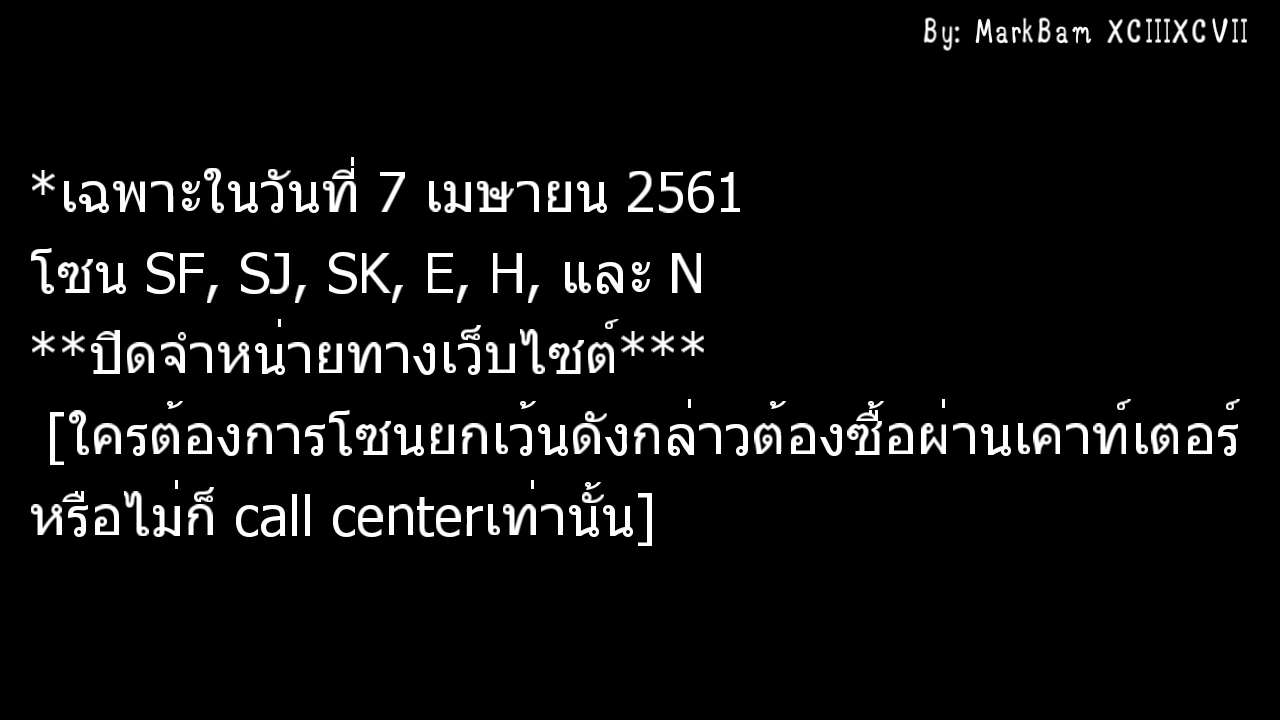 By: MarkBam XCIIIXCVII
*เฉพาะในวันที่ 7 เมษายน 2561
โซน SF, SJ, SK, E, H, และ N
**ปิดจำหน่ายทางเว็บไซต์***
[ใครต้องการโซนยกเว้นดังกล่าวต้องซื้อผ่านเคาท์เตอร์
หรือไม่ก็ call centerเท่านั้น]